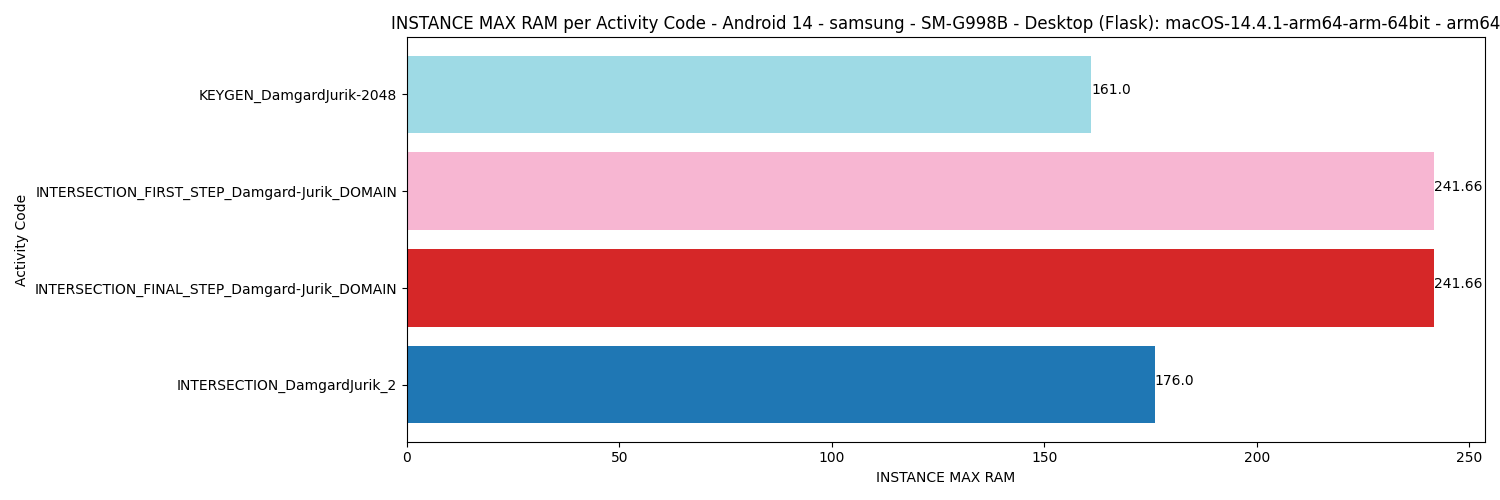 INSTANCE MAX RAM per Activity Code - Android 14 - samsung - SM-G998B - Desktop (Flask): macOS-14.4.1-arm64-arm-64bit - arm64
KEYGEN_DamgardJurik-2048
161.0
INTERSECTION_FIRST_STEP_Damgard-Jurik_DOMAIN
241.66
INTERSECTION_FINAL_STEP_Damgard-Jurik_DOMAIN
241.66
INTERSECTION_DamgardJurik_2
176.0
Activity Code
0 50 100 150 200 250
INSTANCE MAX RAM